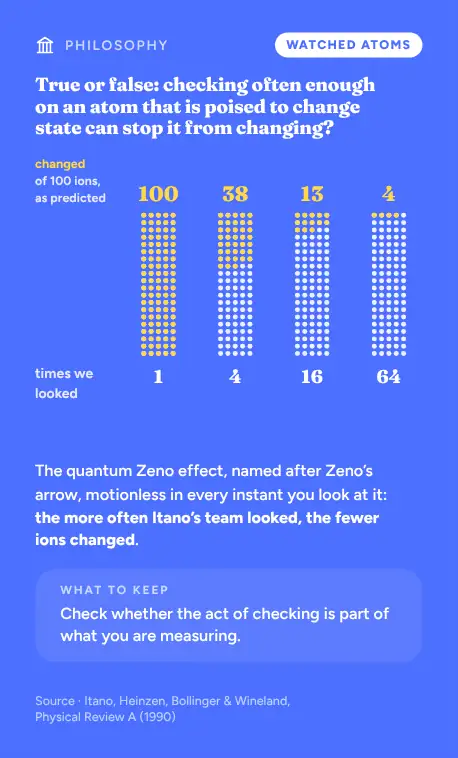 PHILOSOPHY
WATCHED ATOMS
True or false: checking often enough
on an atom that is poised to change
state can stop it from changing?
changed
of 100 ions,
as predicted
100 38 13 4
times we
looked
1 4 16 64
The quantum Zeno effect, named after Zeno’s
arrow, motionless in every instant you look at it:
the more often Itano’s team looked, the fewer
ions changed.
WHAT TO KEEP
Check whether the act of checking is part of
what you are measuring.
Source · Itano, Heinzen, Bollinger & Wineland,
Physical Review A (1990)